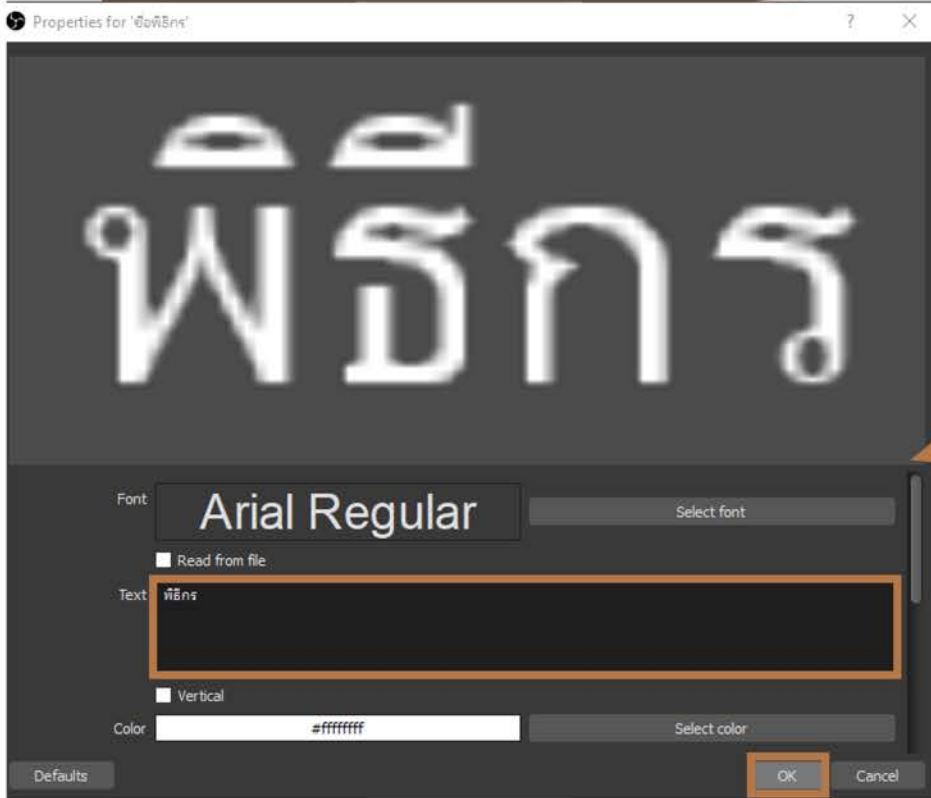 Properties for 'ชื่อพิธีกร'
?
พิธีกร
Font
Arial Regular
Select font
Read from file
Text
พิธีกร
Vertical
Color
#ffffffff
Select color
Defaults
OK
Cancel